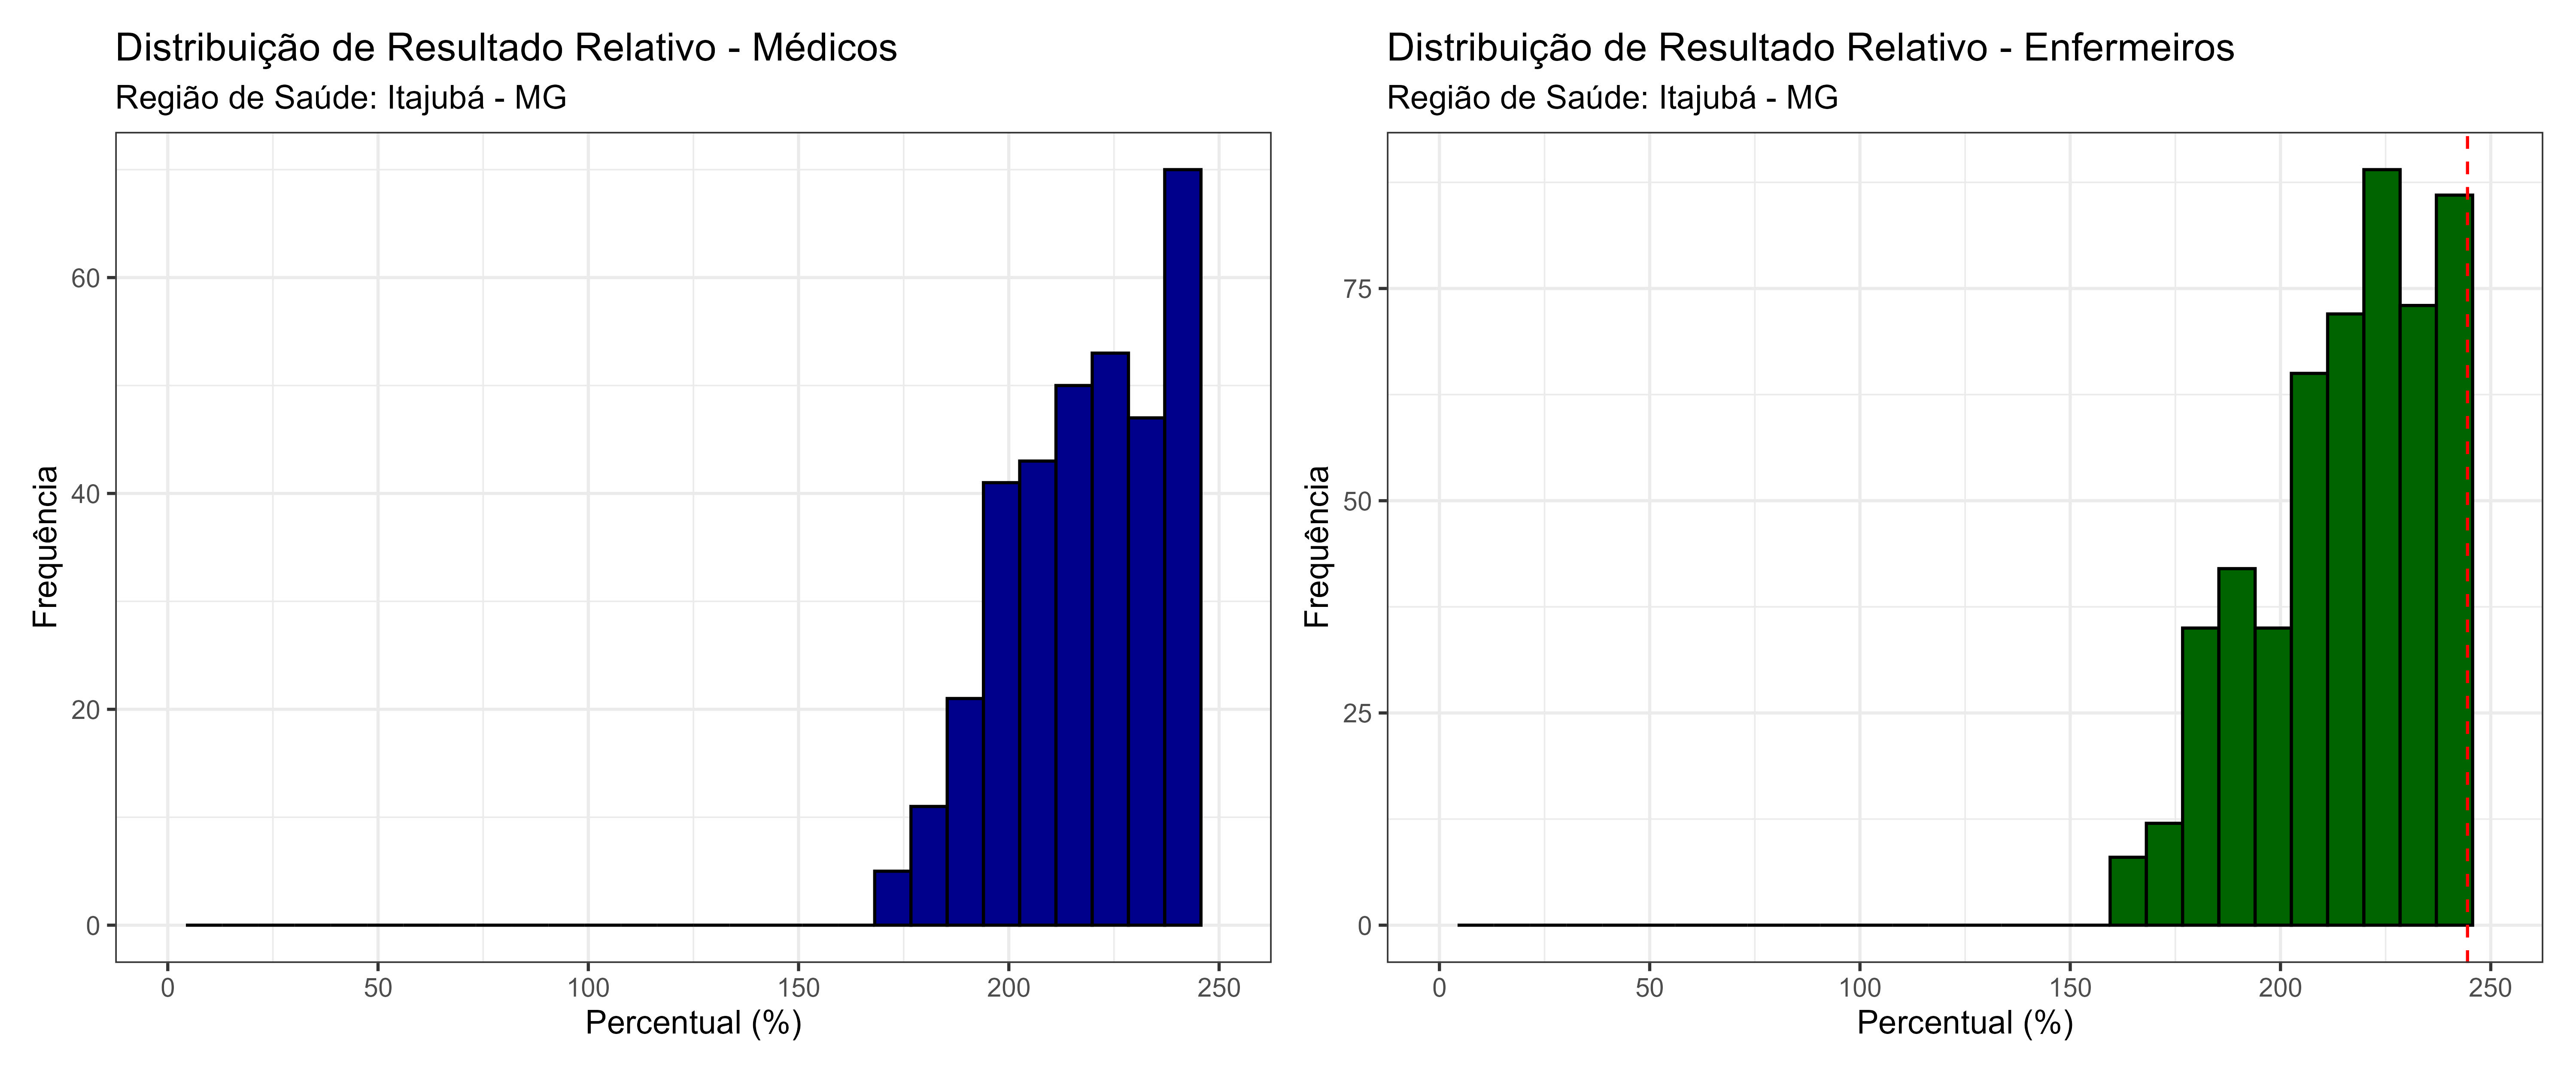 Distribuição de Resultado Relativo - Médicos
Região de Saúde: Itajubá - MG
Frequência
60
40
20
0
0 50 100 150 200 250
Percentual (%)
Distribuição de Resultado Relativo - Enfermeiros
Região de Saúde: Itajubá - MG
Frequência
75
50
25
0
0 50 100 150 200 250
Percentual (%)